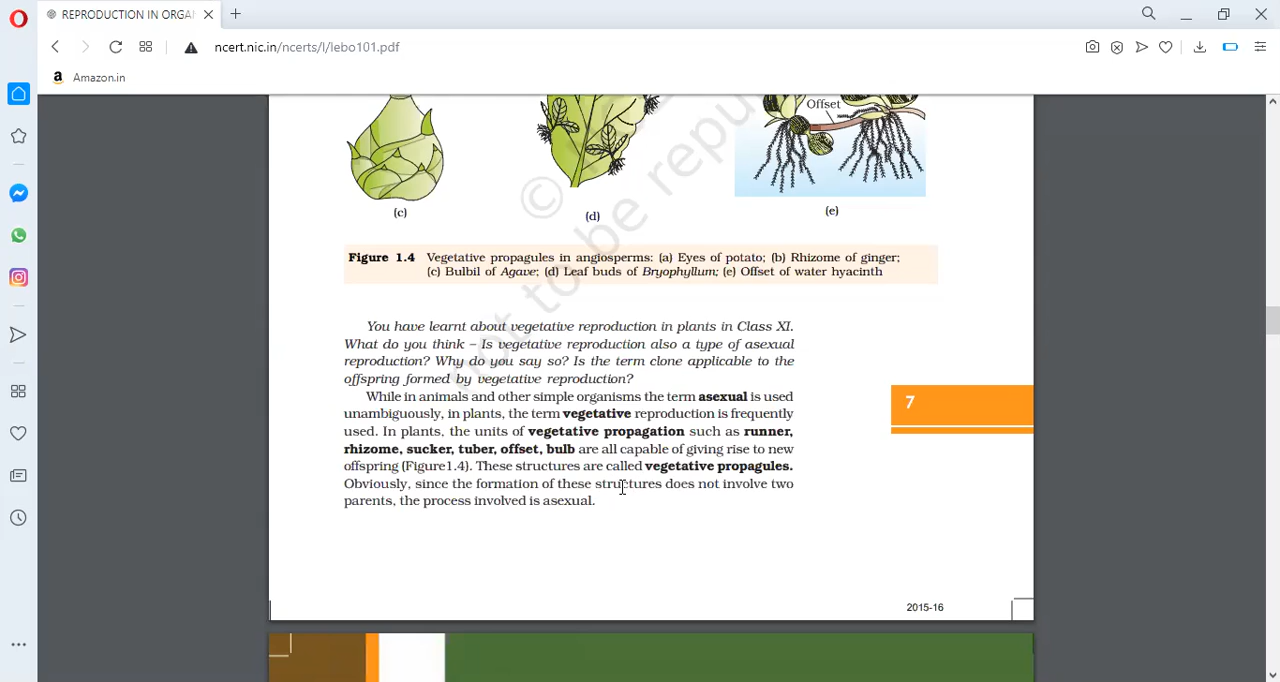 REPRODUCTION IN ORGA
ncert.nic.in/ncerts/l/lebo101.pdf
a Amazon.in
Offset
(c)
(d)
(e)
© not to be repu
Figure 1.4 Vegetative propagules in angiosperms: (a) Eyes of potato; (b) Rhizome of ginger;
(c) Bulbil of Agave; (d) Leaf buds of Bryophyllum; (e) Offset of water hyacinth
You have learnt about vegetative reproduction in plants in Class XI.
What do you think – Is vegetative reproduction also a type of asexual
reproduction? Why do you say so? Is the term clone applicable to the
offspring formed by vegetative reproduction?
While in animals and other simple organisms the term asexual is used
unambiguously, in plants, the term vegetative reproduction is frequently
used. In plants, the units of vegetative propagation such as runner,
rhizome, sucker, tuber, offset, bulb are all capable of giving rise to new
offspring (Figure1.4). These structures are called vegetative propagules.
Obviously, since the formation of these structures does not involve two
parents, the process involved is asexual.
7
2015-16